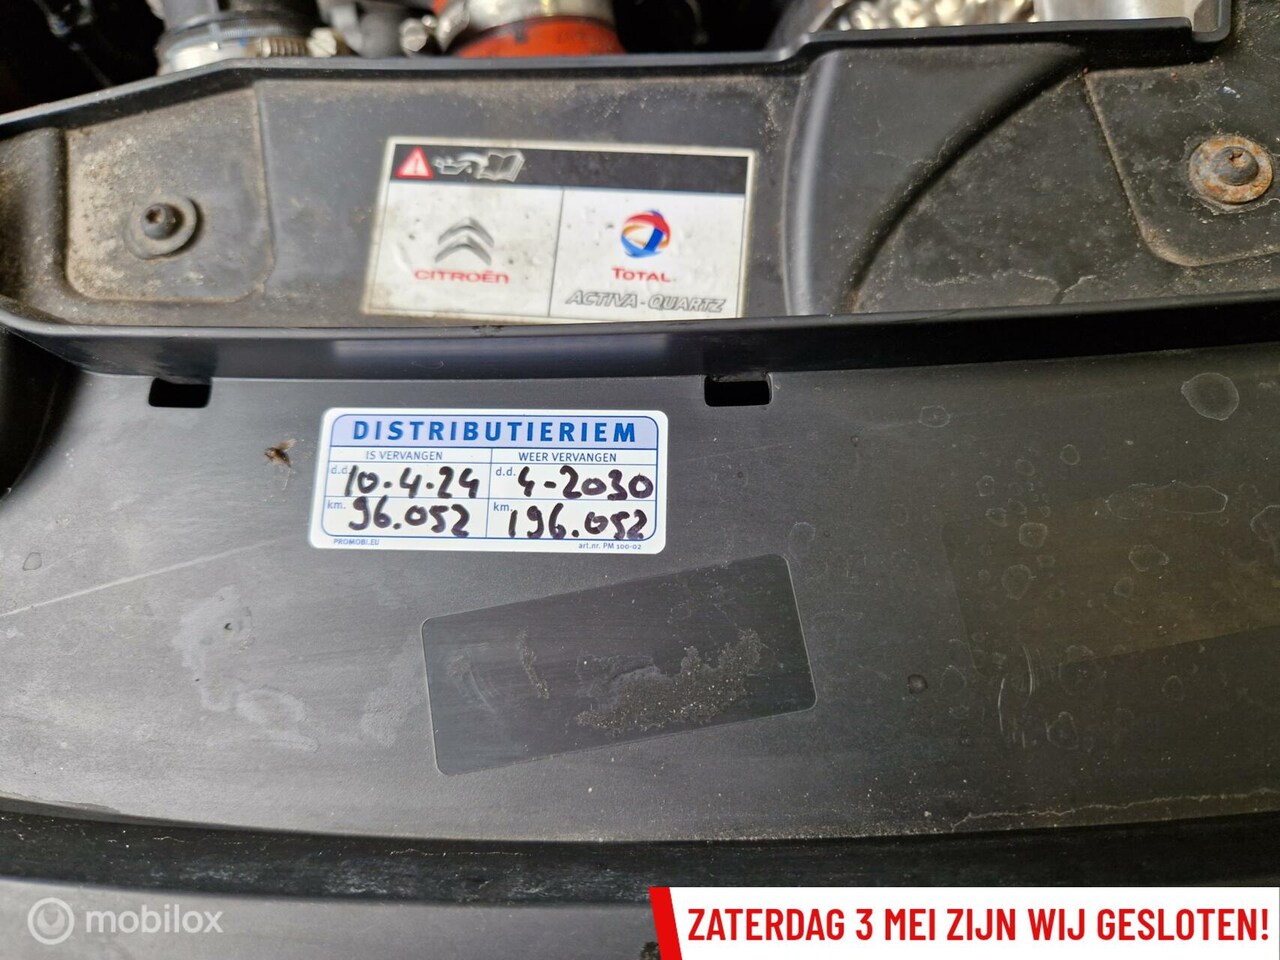 CITROËN
TOTAL
ACTIVA-QUARTZ
DISTRIBUTIERIEM
IS VERVANGEN WEER VERVANGEN
d.d. 10.4.24 d.d. 4-2030
km. 96.052 km. 196.052
PROMOBI.EU art.nr. PM 100-02
mobilox
ZATERDAG 3 MEI ZIJN WIJ GESLOTEN!